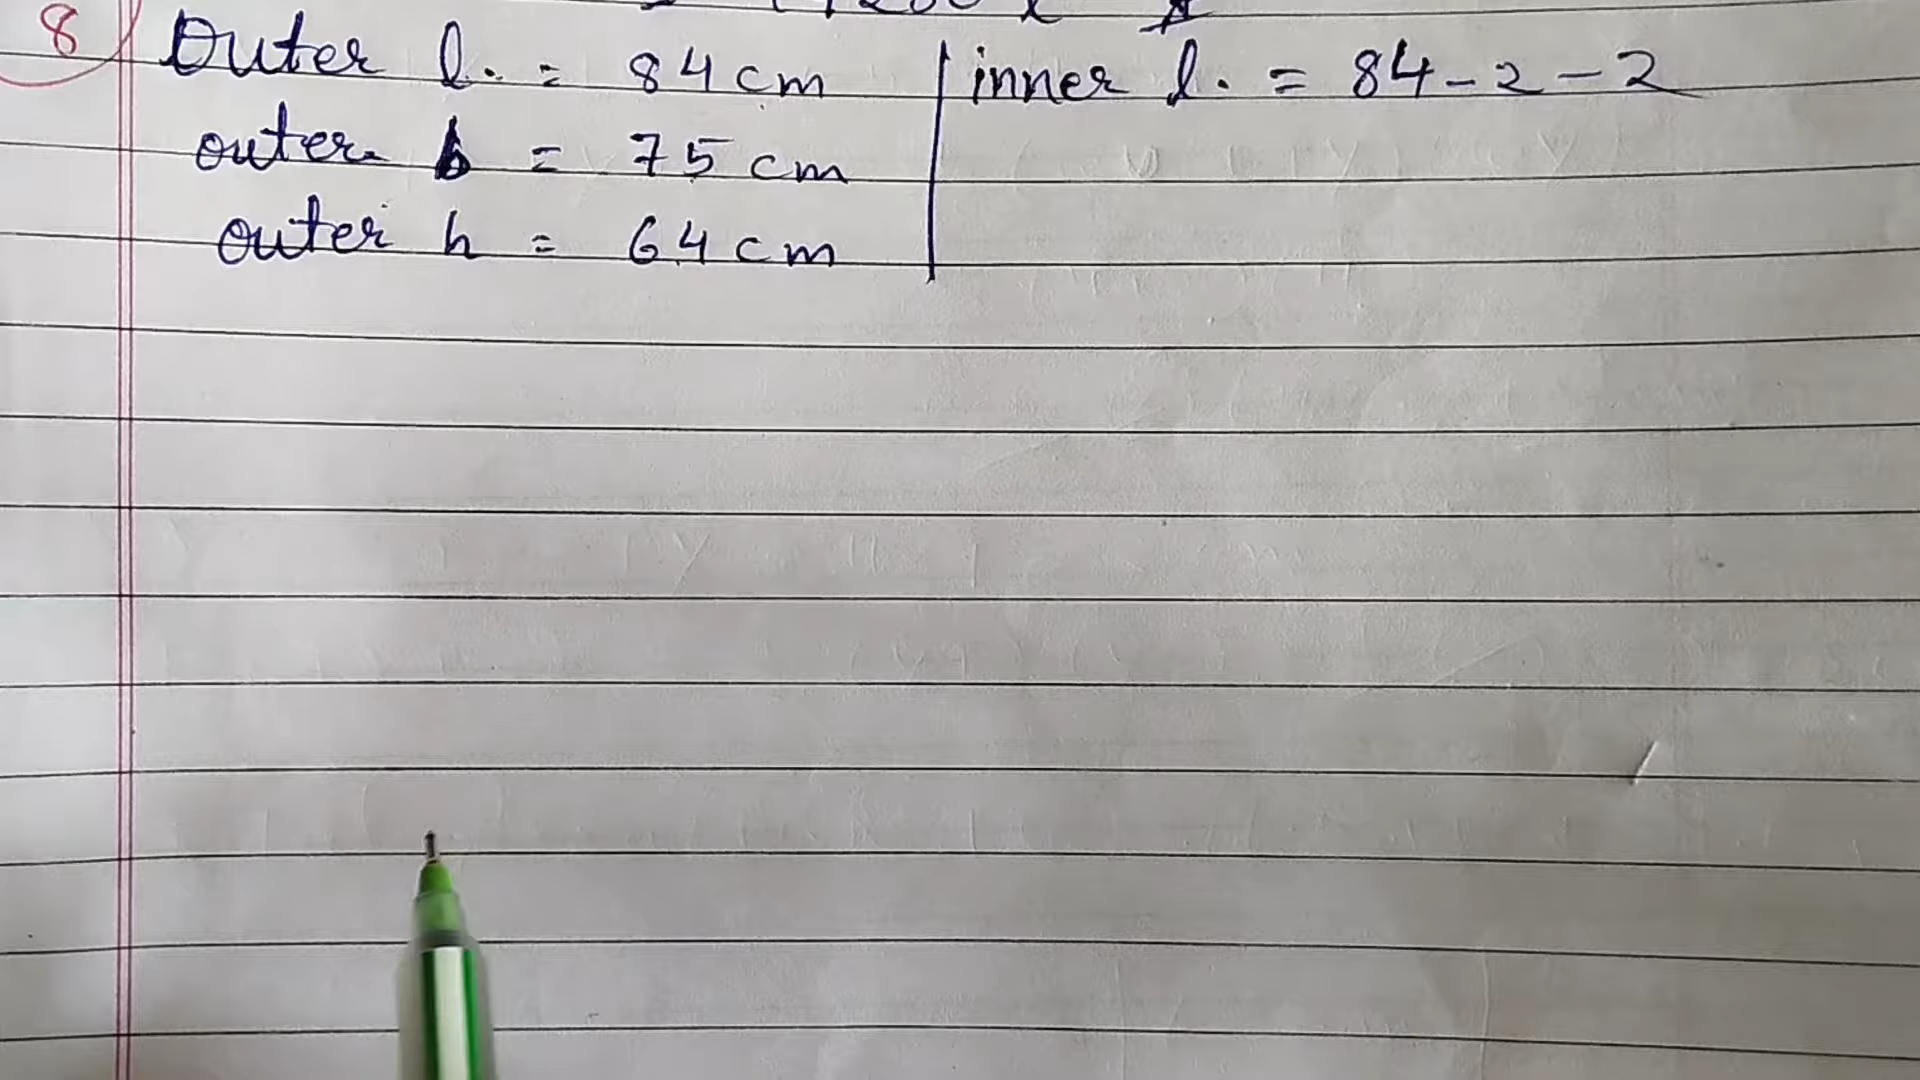 8 Outer l. = 84 cm | inner l. = 84 - 2 - 2
outer b = 75 cm
outer h = 64 cm